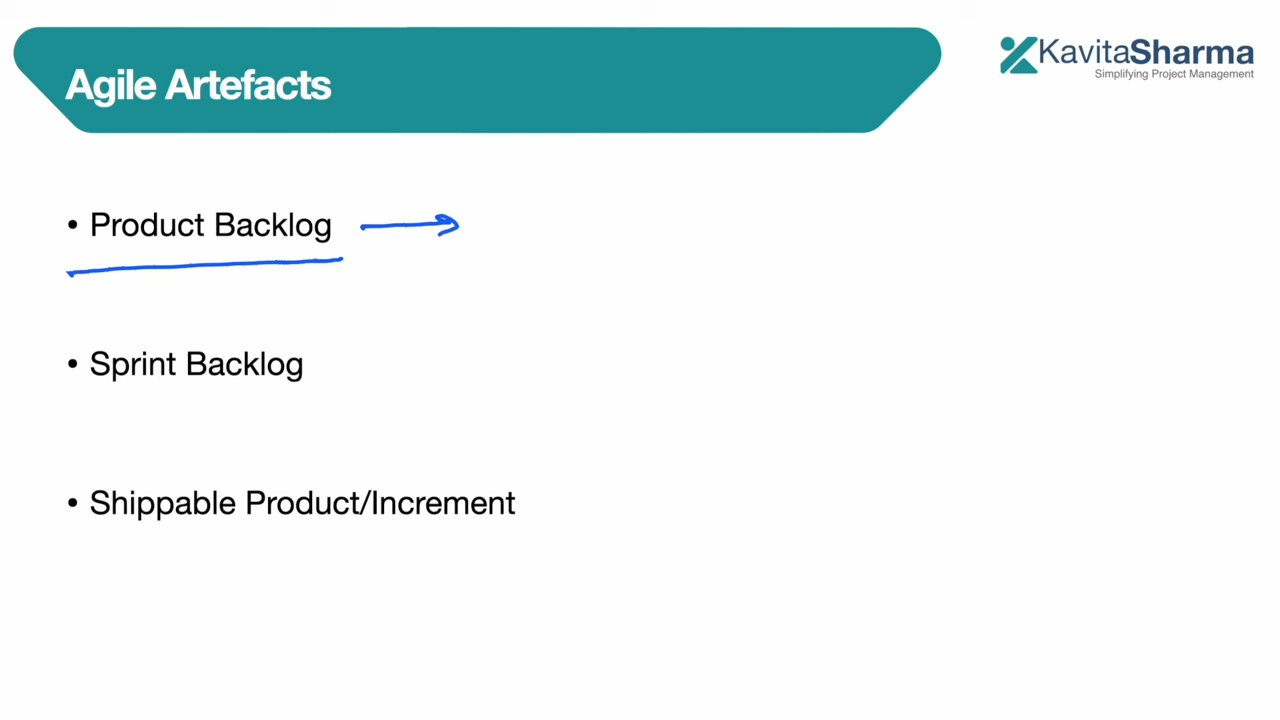 Agile Artefacts
KavitaSharma
Simplifying Project Management
• Product Backlog
• Sprint Backlog
• Shippable Product/Increment